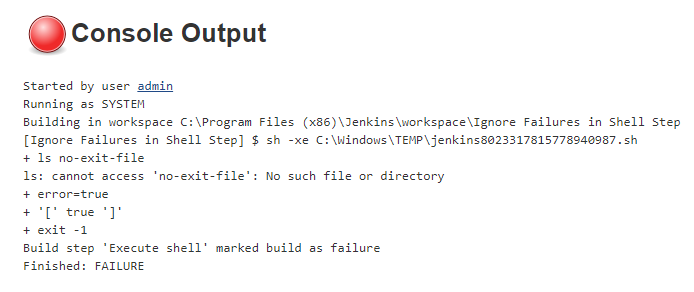 Console Output
Started by user admin
Running as SYSTEM
Building in workspace C:\Program Files (x86)\Jenkins\workspace\Ignore Failures in Shell Step
[Ignore Failures in Shell Step] $ sh -xe C:\Windows\TEMP\jenkins8023317815778940987.sh
+ ls no-exit-file
ls: cannot access 'no-exit-file': No such file or directory
+ error=true
+ '[' true ']'
+ exit -1
Build step 'Execute shell' marked build as failure
Finished: FAILURE